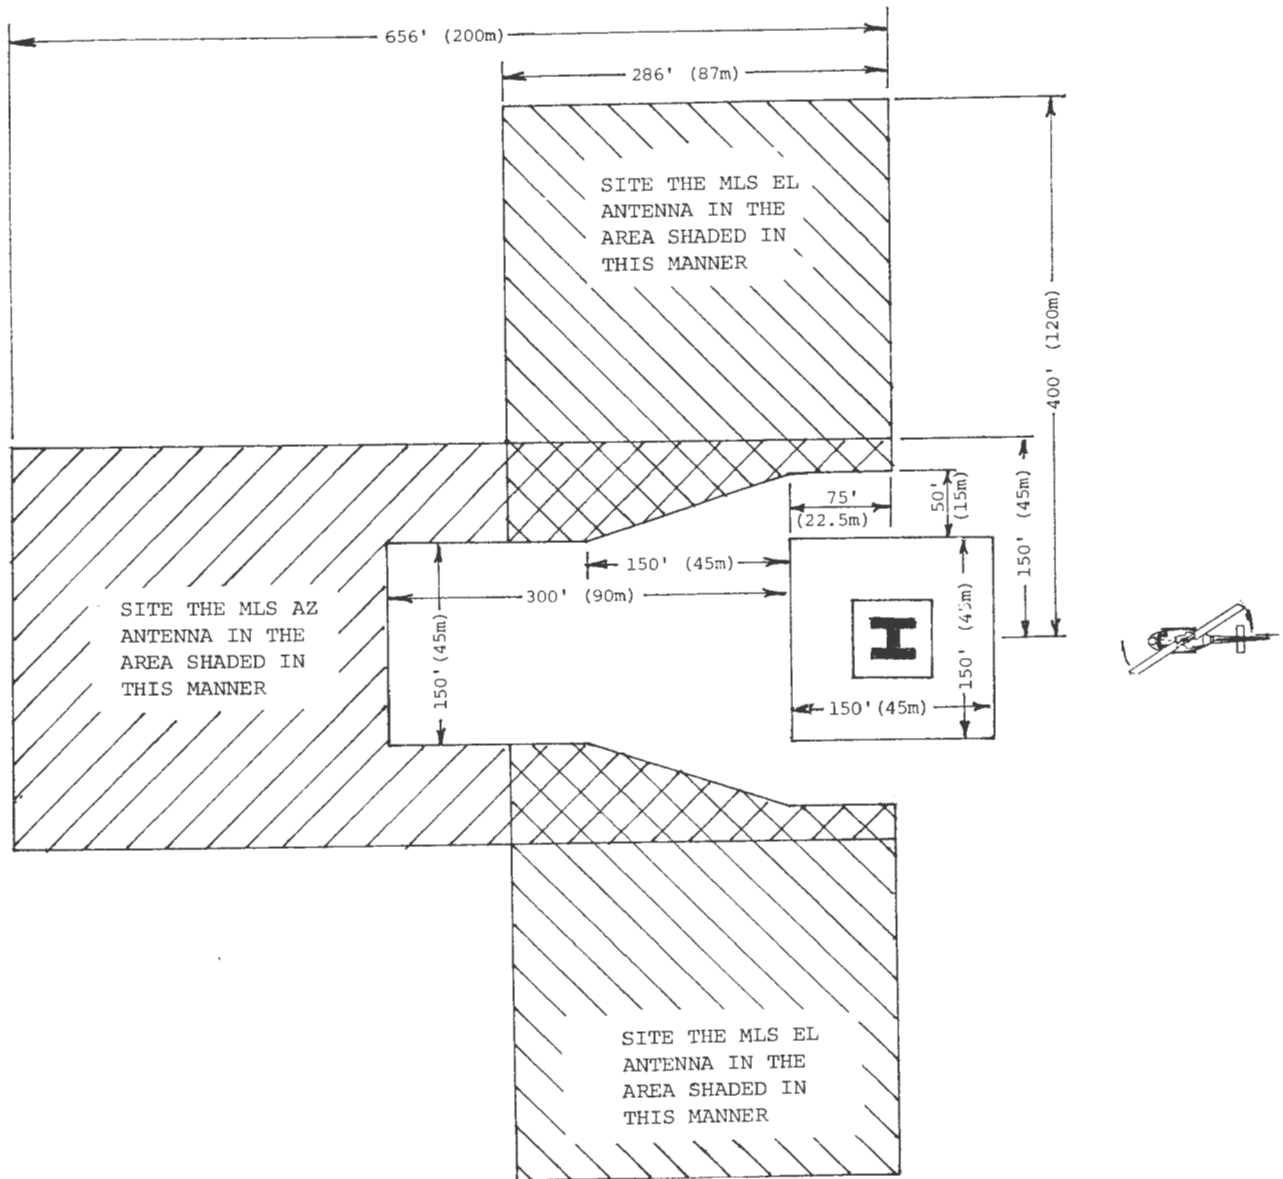 656' (200m)
286' (87m)
SITE THE MLS EL
ANTENNA IN THE
AREA SHADED IN
THIS MANNER
400' (120m)
75'
(22.5m)
50'
(15m)
150' (45m)
150' (45m)
300' (90m)
SITE THE MLS AZ
ANTENNA IN THE
AREA SHADED IN
THIS MANNER
150' (45m)
H
150' (45m)
150' (45m)
SITE THE MLS EL
ANTENNA IN THE
AREA SHADED IN
THIS MANNER